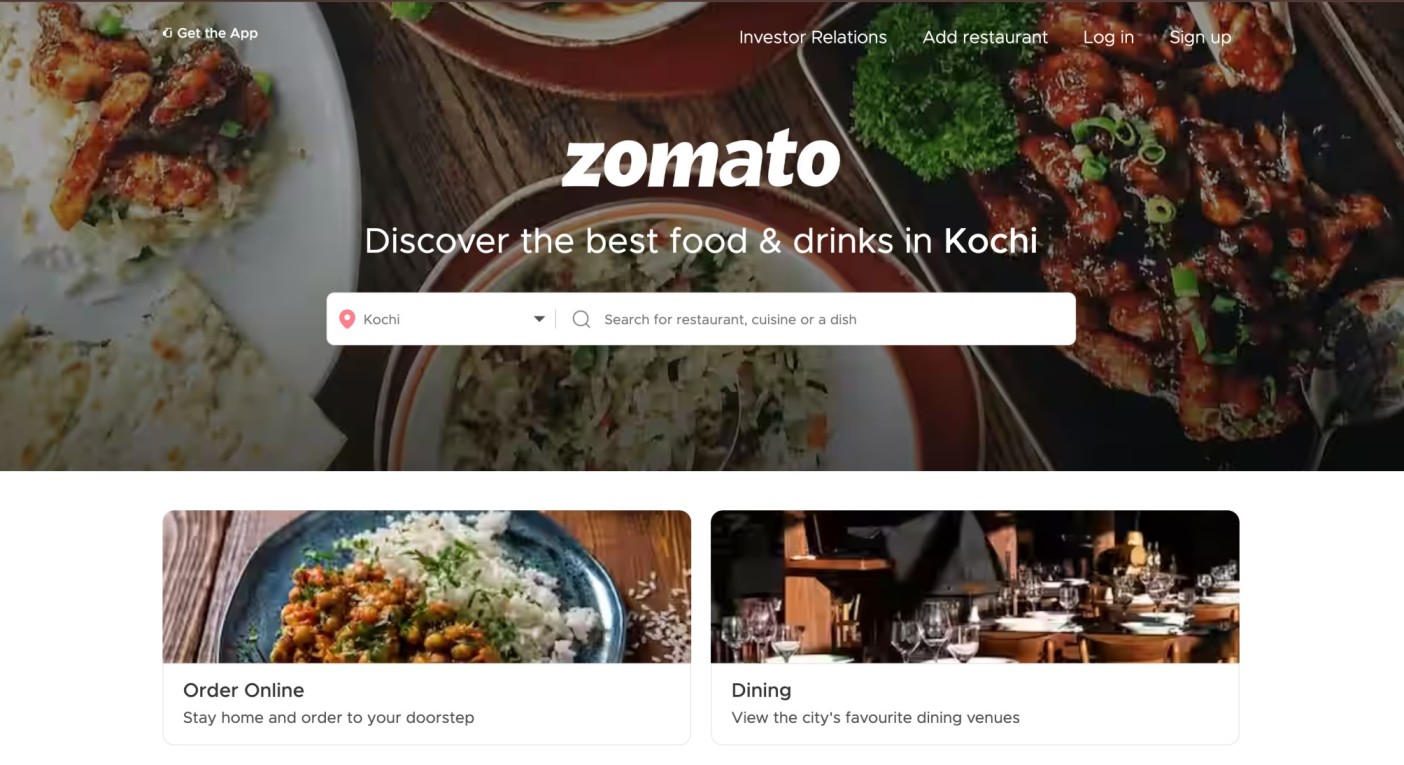 Get the App
Investor Relations
Add restaurant
Log in
Sign up
zomato
Discover the best food & drinks in Kochi
Kochi
Search for restaurant, cuisine or a dish
Order Online
Stay home and order to your doorstep
Dining
View the city's favourite dining venues